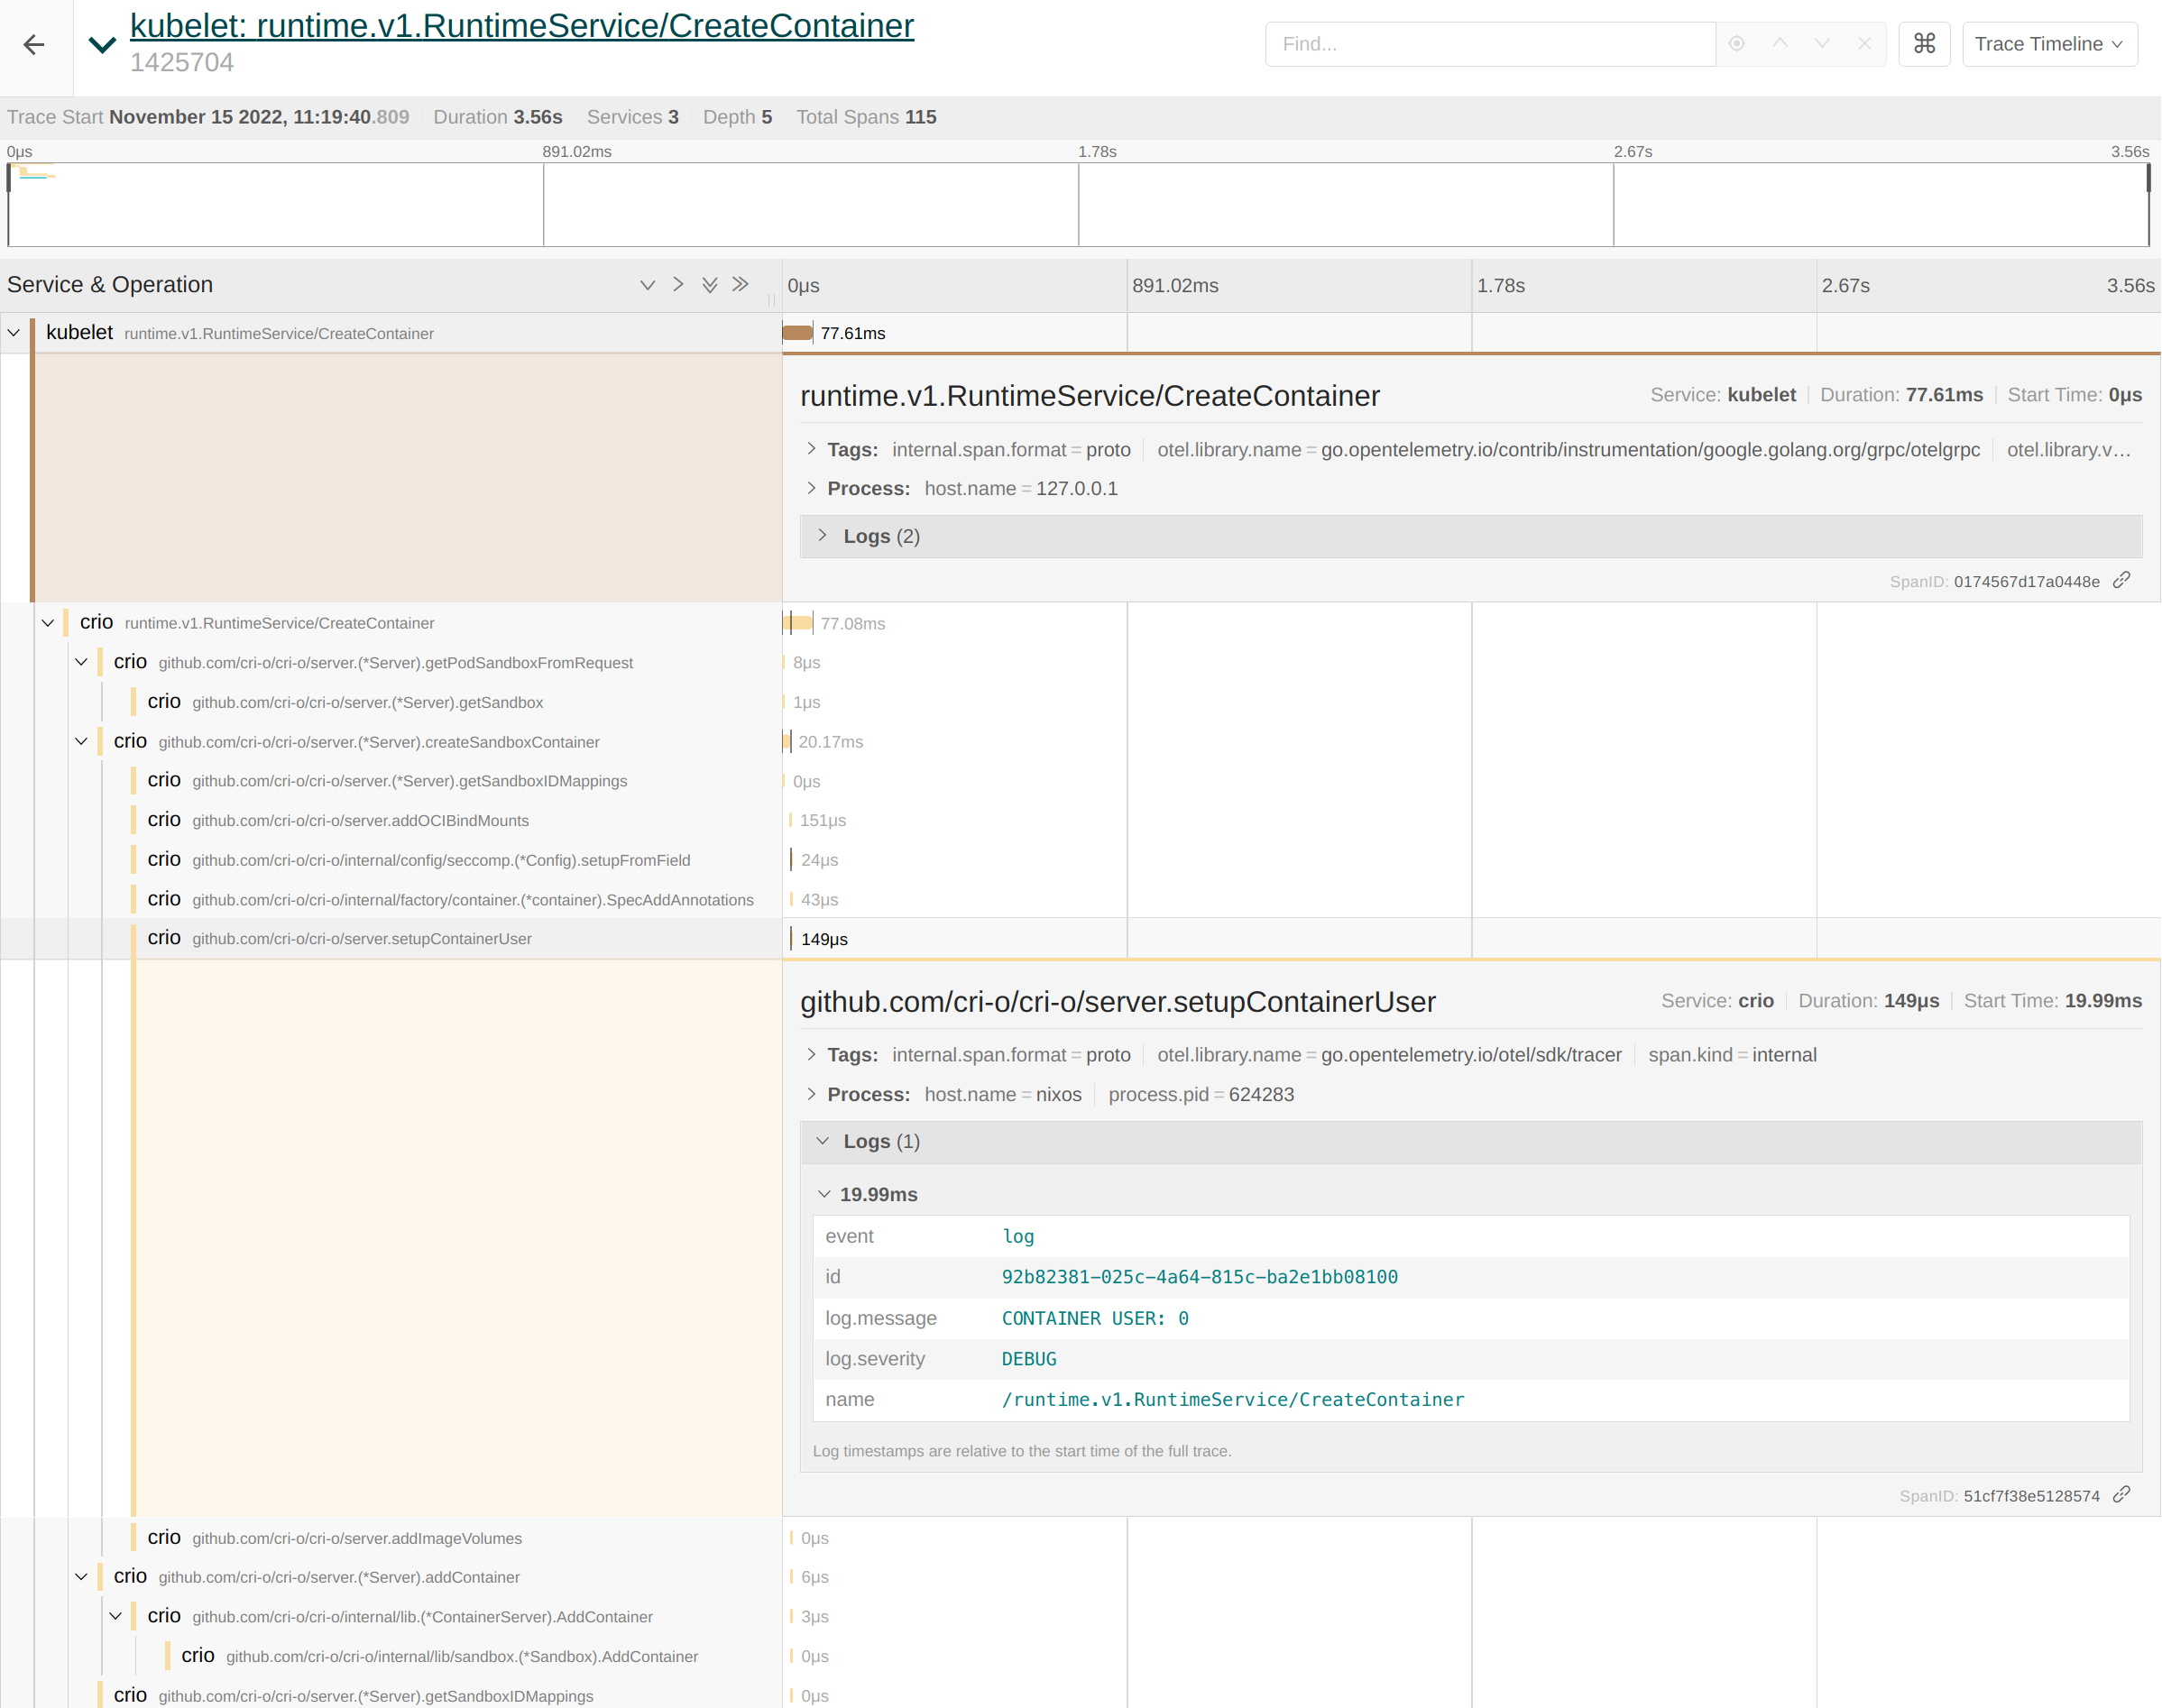 kubelet: runtime.v1.RuntimeService/CreateContainer
1425704
Find...
⌘
Trace Timeline
Trace Start November 15 2022, 11:19:40.809 Duration 3.56s Services 3 Depth 5 Total Spans 115
0μs 891.02ms 1.78s 2.67s 3.56s
Service & Operation 0μs 891.02ms 1.78s 2.67s 3.56s
kubelet runtime.v1.RuntimeService/CreateContainer 77.61ms
runtime.v1.RuntimeService/CreateContainer Service: kubelet Duration: 77.61ms Start Time: 0μs
Tags: internal.span.format = proto otel.library.name = go.opentelemetry.io/contrib/instrumentation/google.golang.org/grpc/otelgrpc otel.library.v…
Process: host.name = 127.0.0.1
Logs (2)
SpanID: 0174567d17a0448e
crio runtime.v1.RuntimeService/CreateContainer 77.08ms
crio github.com/cri-o/cri-o/server.(*Server).getPodSandboxFromRequest 8μs
crio github.com/cri-o/cri-o/server.(*Server).getSandbox 1μs
crio github.com/cri-o/cri-o/server.(*Server).createSandboxContainer 20.17ms
crio github.com/cri-o/cri-o/server.(*Server).getSandboxIDMappings 0μs
crio github.com/cri-o/cri-o/server.addOCIBindMounts 151μs
crio github.com/cri-o/cri-o/internal/config/seccomp.(*Config).setupFromField 24μs
crio github.com/cri-o/cri-o/internal/factory/container.(*container).SpecAddAnnotations 43μs
crio github.com/cri-o/cri-o/server.setupContainerUser 149μs
github.com/cri-o/cri-o/server.setupContainerUser Service: crio Duration: 149μs Start Time: 19.99ms
Tags: internal.span.format = proto otel.library.name = go.opentelemetry.io/otel/sdk/tracer span.kind = internal
Process: host.name = nixos process.pid = 624283
Logs (1)
19.99ms
event log
id 92b82381-025c-4a64-815c-ba2e1bb08100
log.message CONTAINER USER: 0
log.severity DEBUG
name /runtime.v1.RuntimeService/CreateContainer
Log timestamps are relative to the start time of the full trace.
SpanID: 51cf7f38e5128574
crio github.com/cri-o/cri-o/server.addImageVolumes 0μs
crio github.com/cri-o/cri-o/server.(*Server).addContainer 6μs
crio github.com/cri-o/cri-o/internal/lib.(*ContainerServer).AddContainer 3μs
crio github.com/cri-o/cri-o/internal/lib/sandbox.(*Sandbox).AddContainer 0μs
crio github.com/cri-o/cri-o/server.(*Server).getSandboxIDMappings 0μs